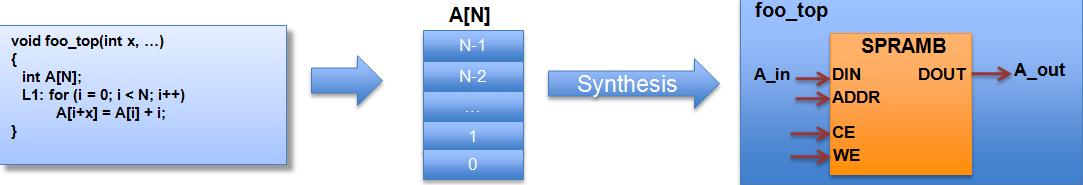 void foo_top(int x, …)
{
int A[N];
L1: for (i = 0; i < N; i++)
A[i+x] = A[i] + i;
}
A[N]
N-1
N-2
…
1
0
Synthesis
foo_top
SPRAMB
A_in
DIN
DOUT
A_out
ADDR
CE
WE